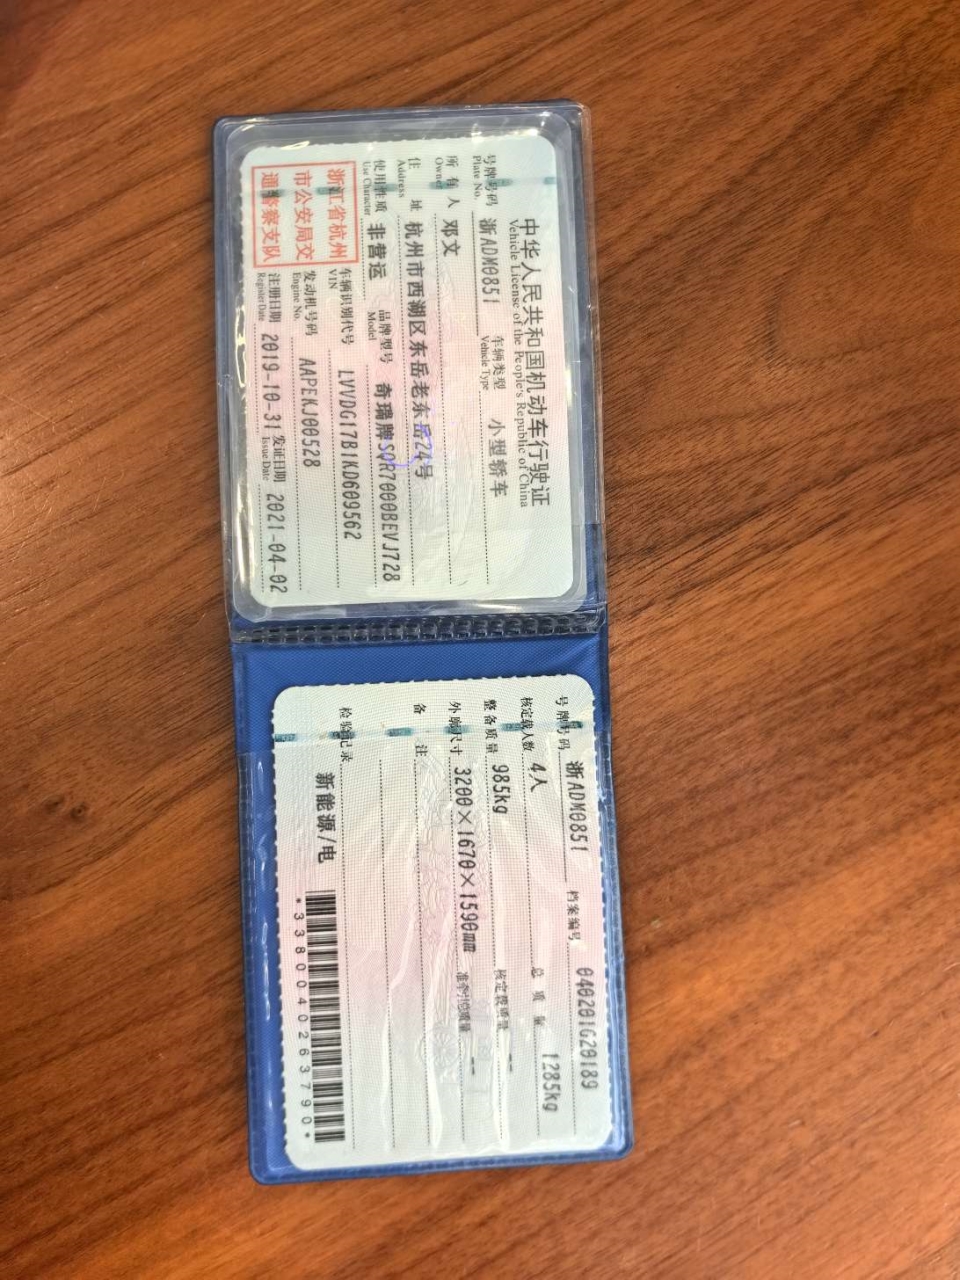 中华人民共和国机动车行驶证
Vehicle License of the People's Republic of China
号牌号码 浙ADM0851 车辆类型 小型轿车
Plate No. Vehicle Type
所有人 邓文
Owner
住址 杭州市西湖区东岳老东岳24号
Address
使用性质 非营运 品牌型号 奇瑞牌SQR7000BEVJ728
Use Character Model
浙江省杭州
市公安局交
通警察支队
车辆识别代号 LVVDG17B1KD609562
VIN
发动机号码 AAPEKJ00528
Engine No.
注册日期 2019-10-31 发证日期 2021-04-02
Register Date Issue Date
号牌号码 浙ADM0851 档案编号 040201G20189
核定载人数 4人 总质量 1285kg
整备质量 985kg 核定载质量 --
外廓尺寸 3200×1670×1590mm 准牵引总质量 --
备注
检验记录
新能源/电
*3380040263790*